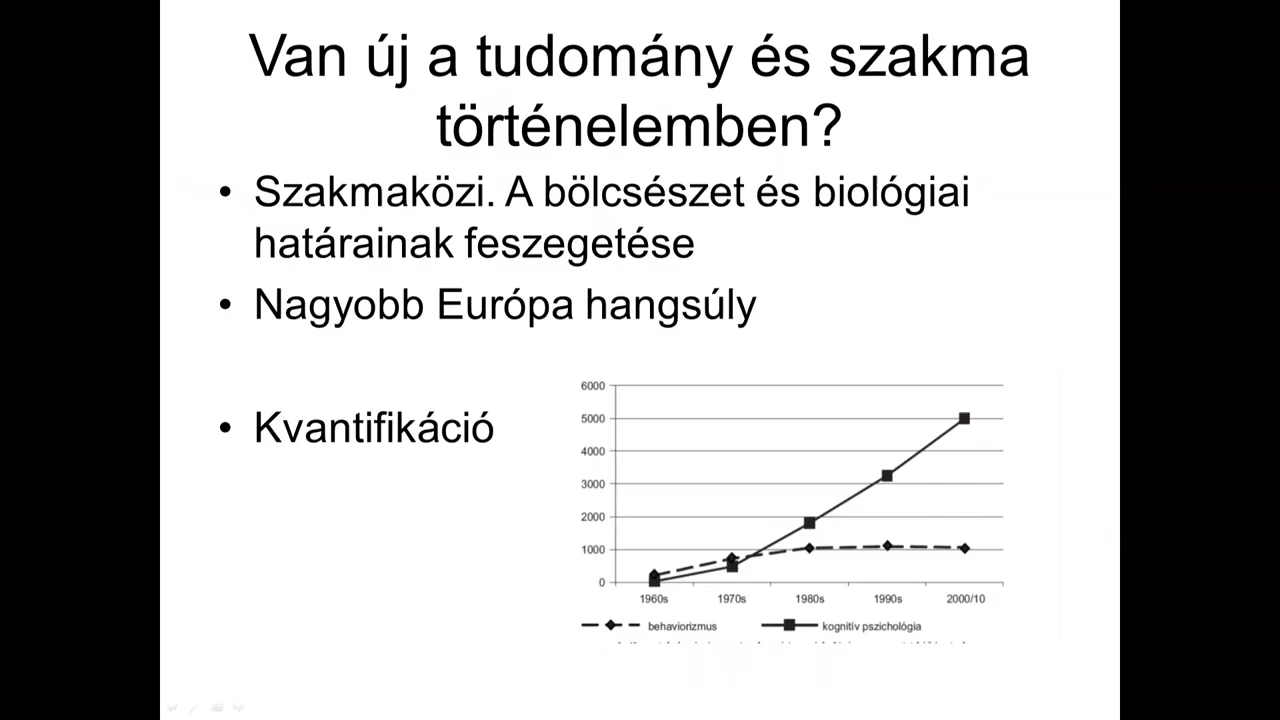 Van új a tudomány és szakma
történelemben?
• Szakmaközi. A bölcsészet és biológiai
határainak feszegetése
• Nagyobb Európa hangsúly
• Kvantifikáció
6000
5000
4000
3000
2000
1000
0
1960s 1970s 1980s 1990s 2000/10
behaviorizmus kognitív pszichológia